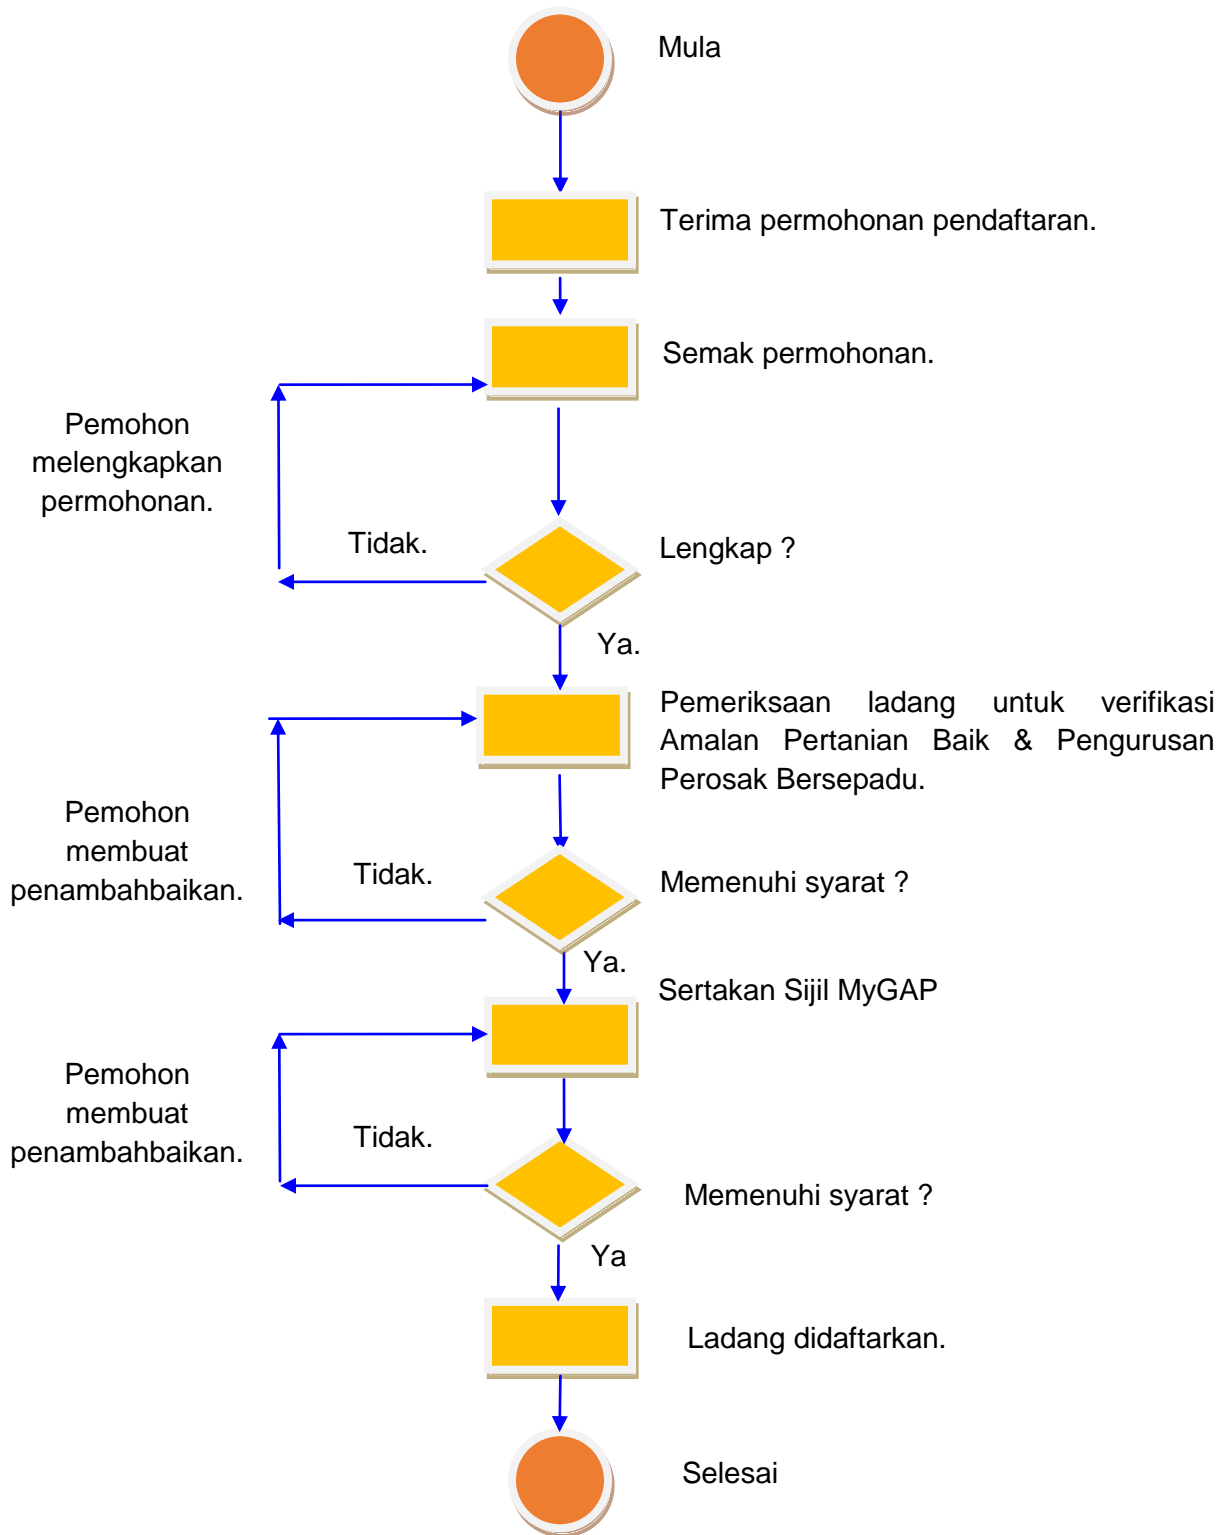 Mula
Terima permohonan pendaftaran.
Semak permohonan.
Pemohon
melengkapkan
permohonan.
Tidak.
Lengkap ?
Ya.
Pemeriksaan ladang untuk verifikasi
Amalan Pertanian Baik & Pengurusan
Perosak Bersepadu.
Pemohon
membuat
penambahbaikan.
Tidak.
Memenuhi syarat ?
Ya.
Sertakan Sijil MyGAP
Pemohon
membuat
penambahbaikan.
Tidak.
Memenuhi syarat ?
Ya
Ladang didaftarkan.
Selesai